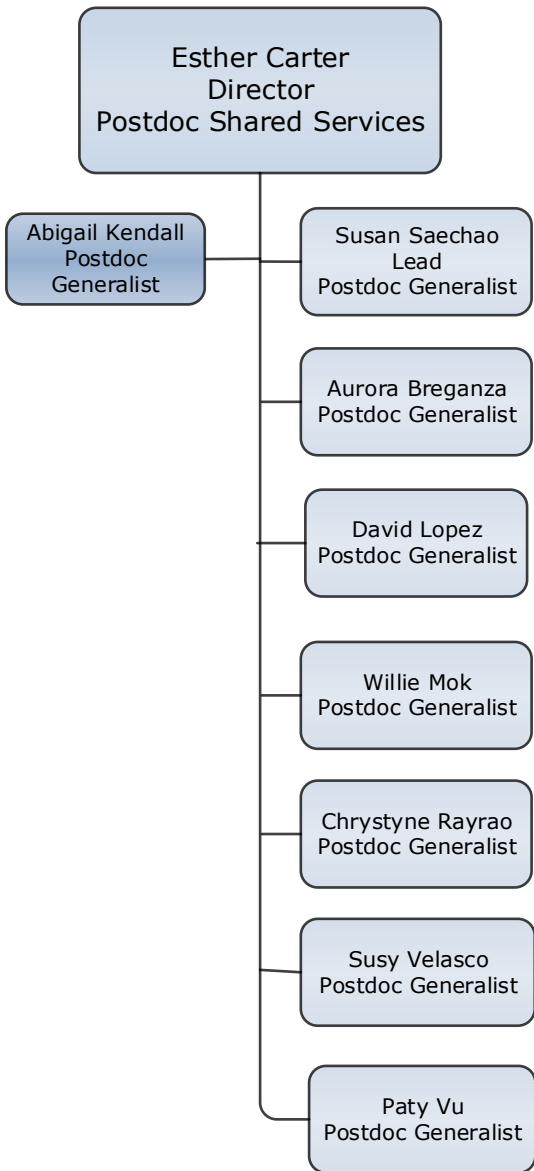 Esther Carter
Director
Postdoc Shared Services
Abigail Kendall
Postdoc
Generalist
Susan Saechao
Lead
Postdoc Generalist
Aurora Breganza
Postdoc Generalist
David Lopez
Postdoc Generalist
Willie Mok
Postdoc Generalist
Chrystyne Rayrao
Postdoc Generalist
Susy Velasco
Postdoc Generalist
Paty Vu
Postdoc Generalist